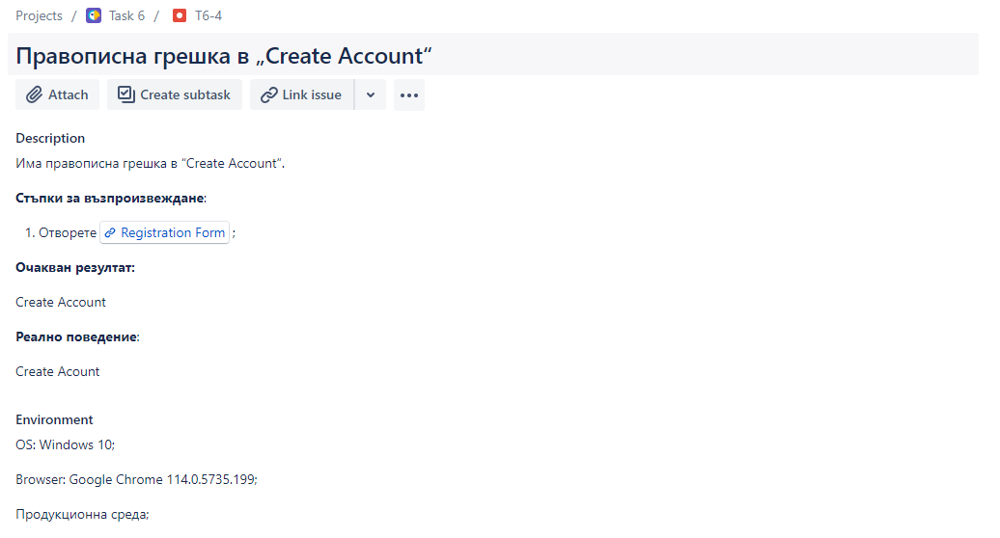 Projects / Task 6 / T6-4
Правописна грешка в „Create Account“
Attach Create subtask Link issue
Description
Има правописна грешка в “Create Account”.
Стъпки за възпроизвеждане:
1. Отворете Registration Form ;
Очакван резултат:
Create Account
Реално поведение:
Create Acount
Environment
OS: Windows 10;
Browser: Google Chrome 114.0.5735.199;
Продукционна среда;